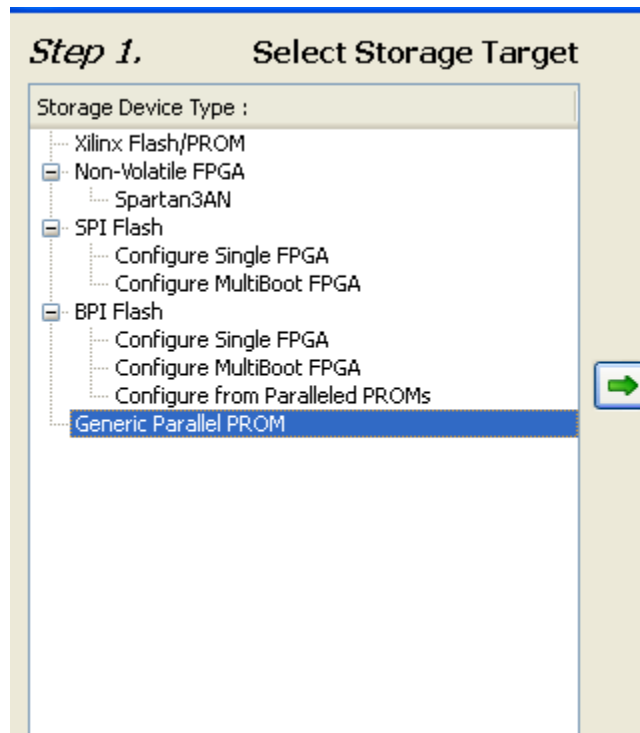 Step 1. Select Storage Target
Storage Device Type :
Xilinx Flash/PROM
Non-Volatile FPGA
Spartan3AN
SPI Flash
Configure Single FPGA
Configure MultiBoot FPGA
BPI Flash
Configure Single FPGA
Configure MultiBoot FPGA
Configure from Paralleled PROMs
Generic Parallel PROM